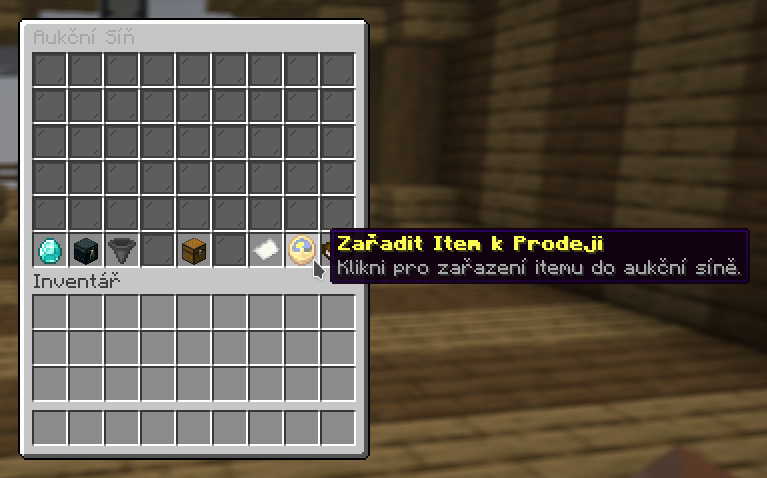 Aukční Síň
Zařadit Item k Prodeji
Klikni pro zařazení itemu do aukční síně.
Inventář